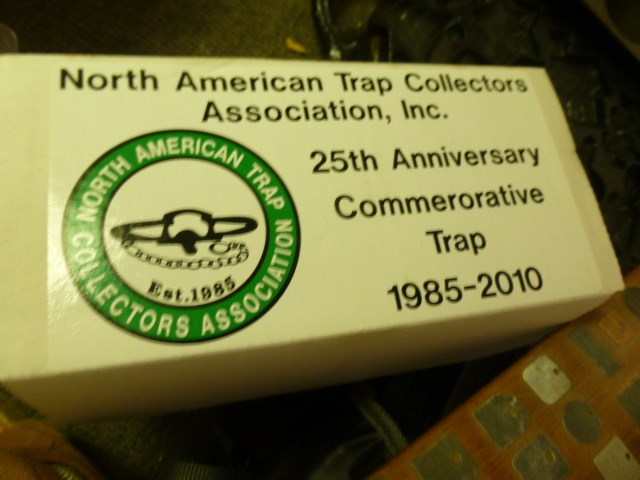 North American Trap Collectors
Association, Inc.
NORTH AMERICAN TRAP
COLLECTORS ASSOCIATION
Est.1985
25th Anniversary
Commerorative
Trap
1985-2010